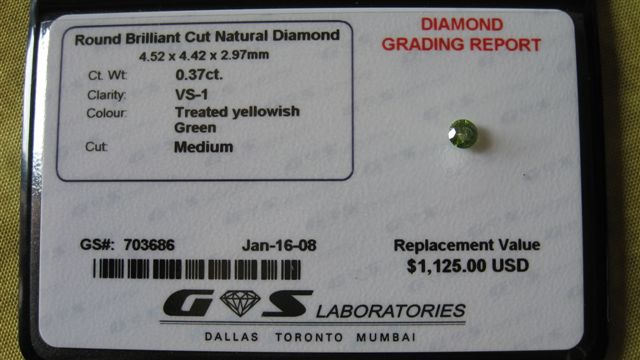 Round Brilliant Cut Natural Diamond
4.52 x 4.42 x 2.97mm
Ct. Wt: 0.37ct.
Clarity: VS-1
Colour: Treated yellowish
Green
Cut: Medium
DIAMOND
GRADING REPORT
GS#: 703686 Jan-16-08
Replacement Value
$1,125.00 USD
G S LABORATORIES
DALLAS TORONTO MUMBAI